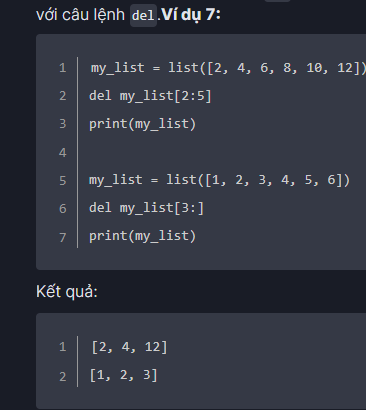 với câu lệnh del.Ví dụ 7:
1 my_list = list([2, 4, 6, 8, 10, 12])
2 del my_list[2:5]
3 print(my_list)
4
5 my_list = list([1, 2, 3, 4, 5, 6])
6 del my_list[3:]
7 print(my_list)
Kết quả:
1 [2, 4, 12]
2 [1, 2, 3]